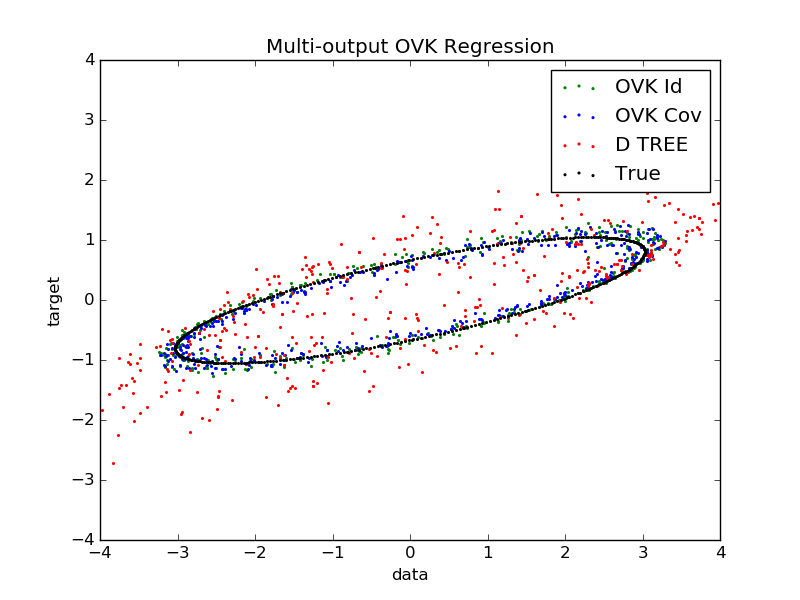 Multi-output OVK Regression
OVK Id
OVK Cov
D TREE
True
4
3
2
1
0
−1
−2
−3
−4
target
−4 −3 −2 −1 0 1 2 3 4
data